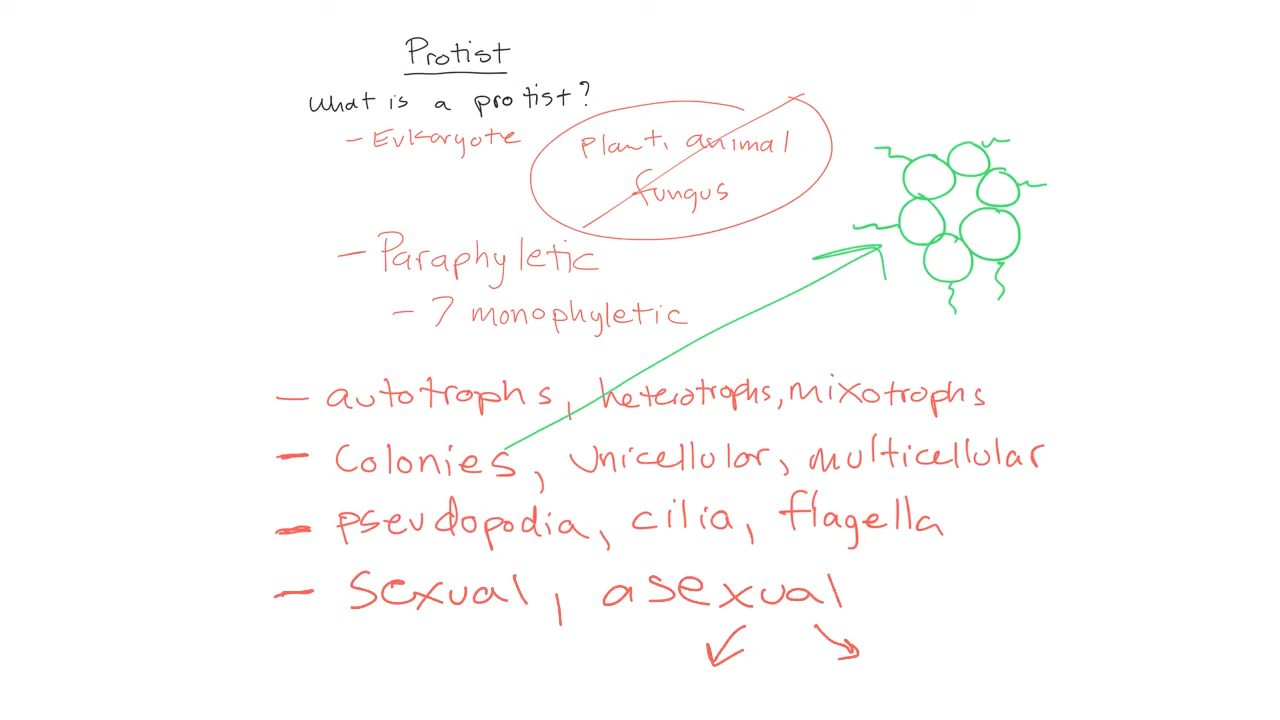 Protist
What is a protist?
- Eukaryote
plant, animal
fungus
- Paraphyletic
- 7 monophyletic
- autotrophs, heterotrophs, mixotrophs
- Colonies, Unicellular, multicellular
- pseudopodia, cilia, flagella
- Sexual, asexual